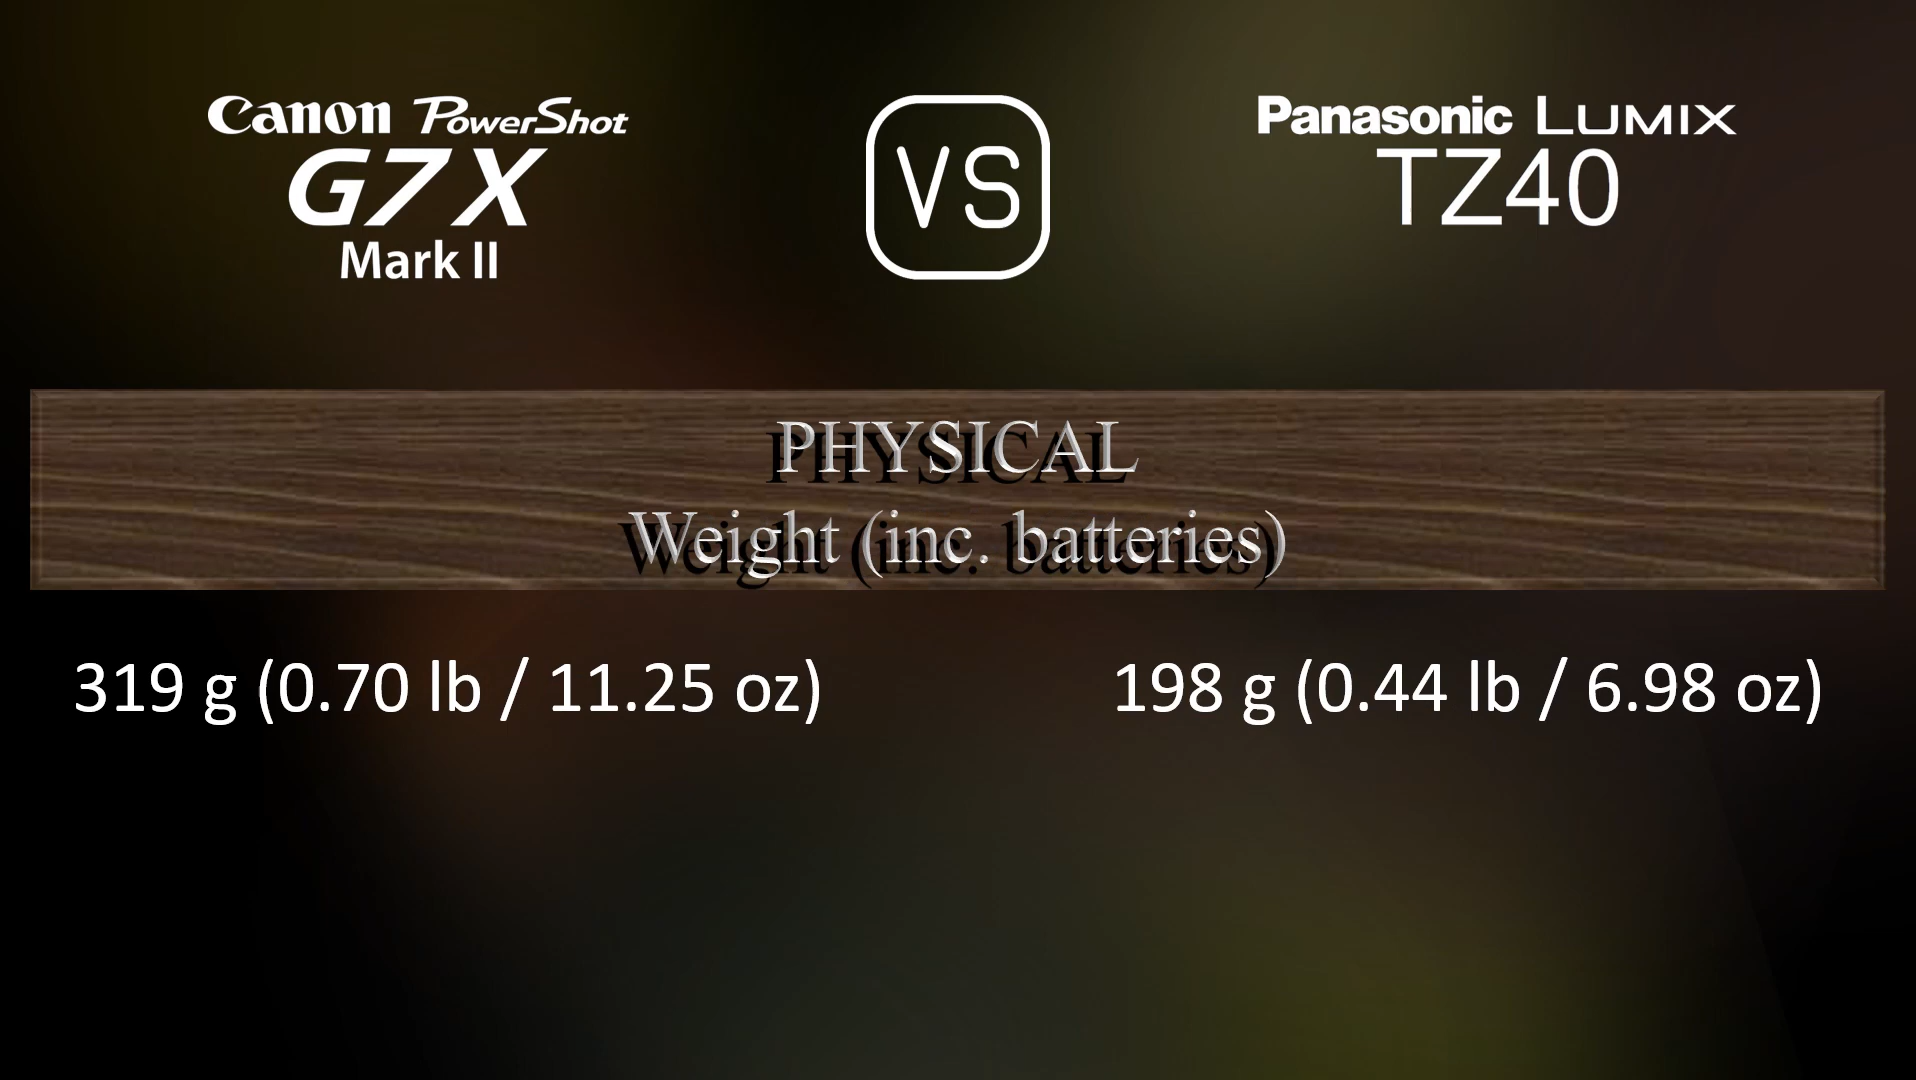 Canon PowerShot
G7X
Mark II
VS
Panasonic LUMIX
TZ40
PHYSICAL
Weight (inc. batteries)
319 g (0.70 lb / 11.25 oz)
198 g (0.44 lb / 6.98 oz)